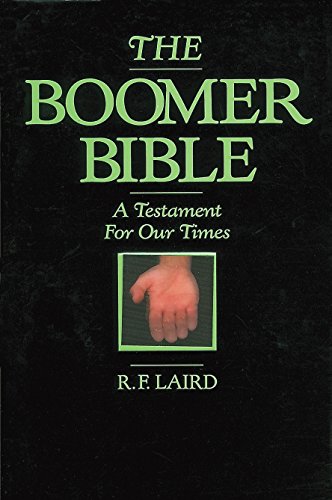 THE
BOOMER
BIBLE
A Testament
For Our Times
R.F. LAIRD